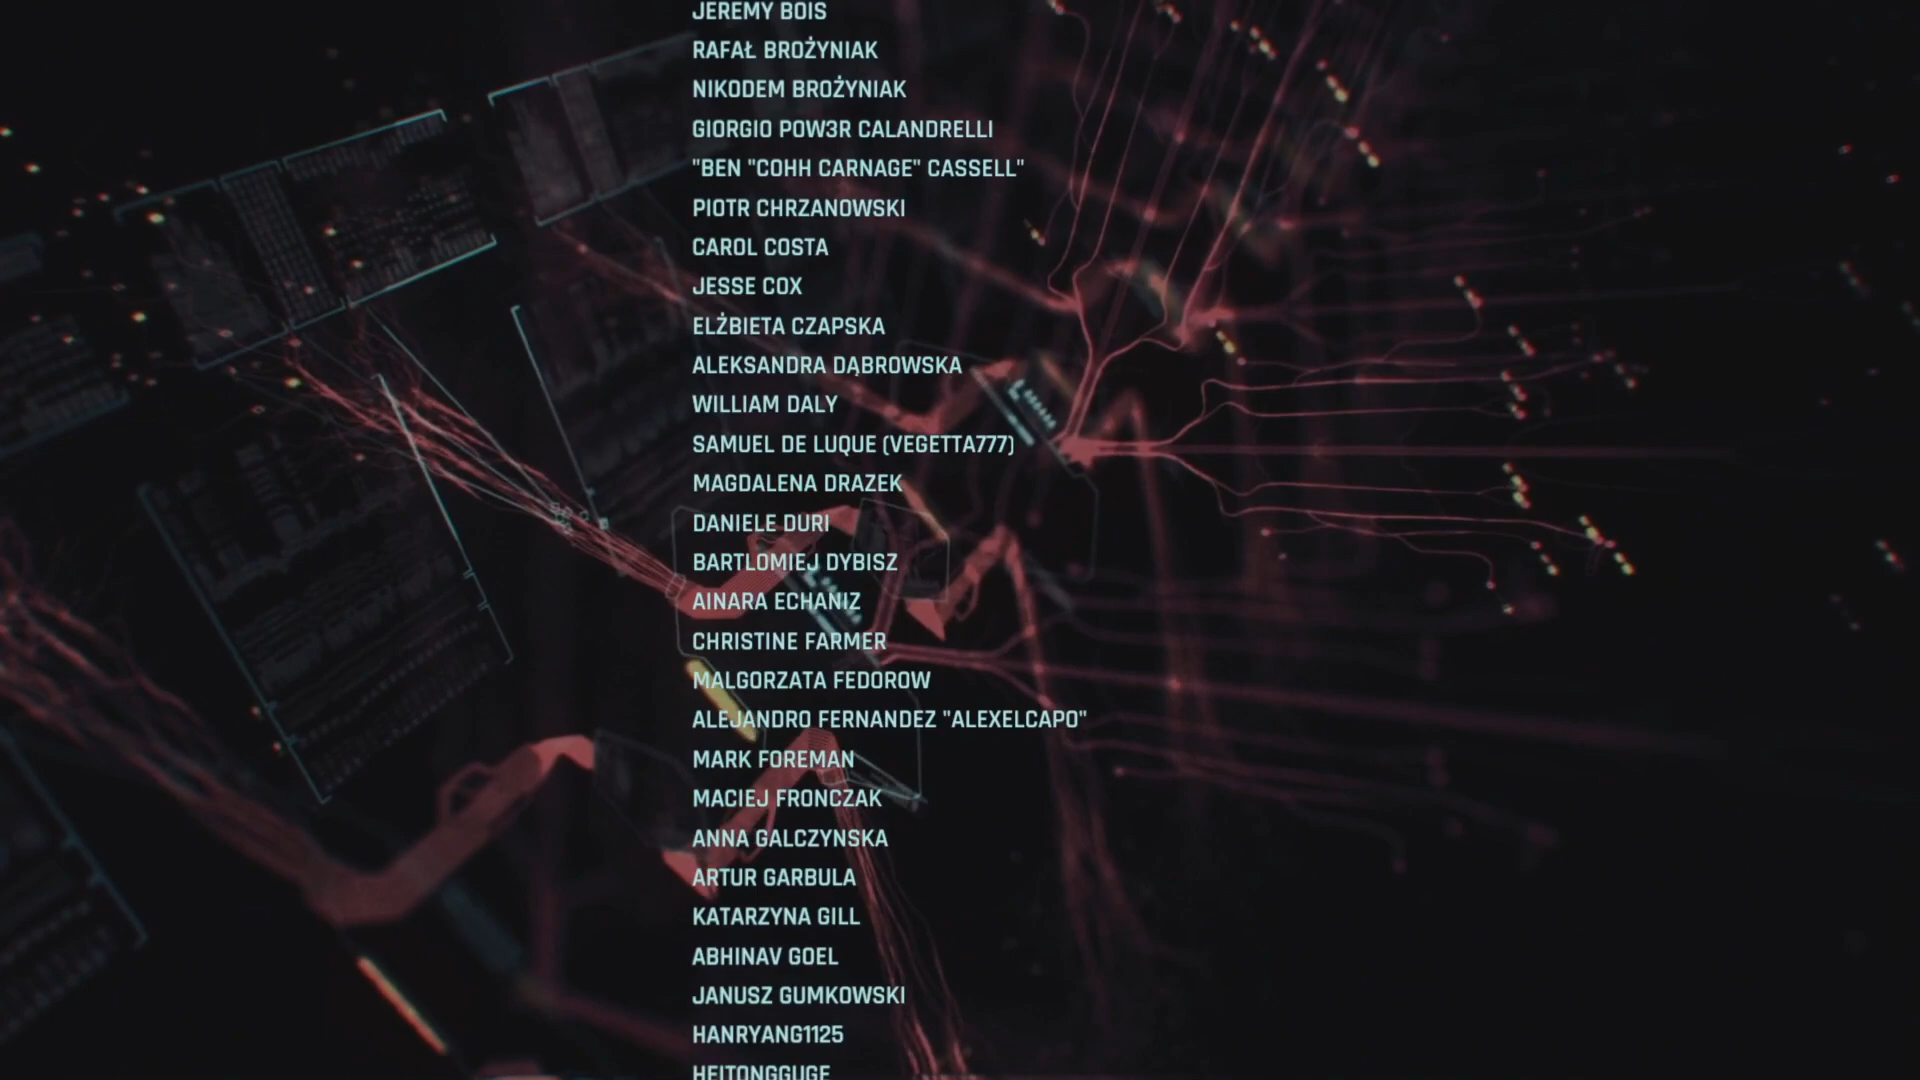 JEREMY BOIS
RAFAŁ BROŻYNIAK
NIKODEM BROŻYNIAK
GIORGIO POW3R CALANDRELLI
"BEN "COHH CARNAGE" CASSELL"
PIOTR CHRZANOWSKI
CAROL COSTA
JESSE COX
ELŻBIETA CZAPSKA
ALEKSANDRA DĄBROWSKA
WILLIAM DALY
SAMUEL DE LUQUE (VEGETTA777)
MAGDALENA DRAZEK
DANIELE DURI
BARTLOMIEJ DYBISZ
AINARA ECHANIZ
CHRISTINE FARMER
MALGORZATA FEDOROW
ALEJANDRO FERNANDEZ "ALEXELCAPO"
MARK FOREMAN
MACIEJ FRONCZAK
ANNA GALCZYNSKA
ARTUR GARBULA
KATARZYNA GILL
ABHINAV GOEL
JANUSZ GUMKOWSKI
HANRYANG1125
HEITONGGUGE